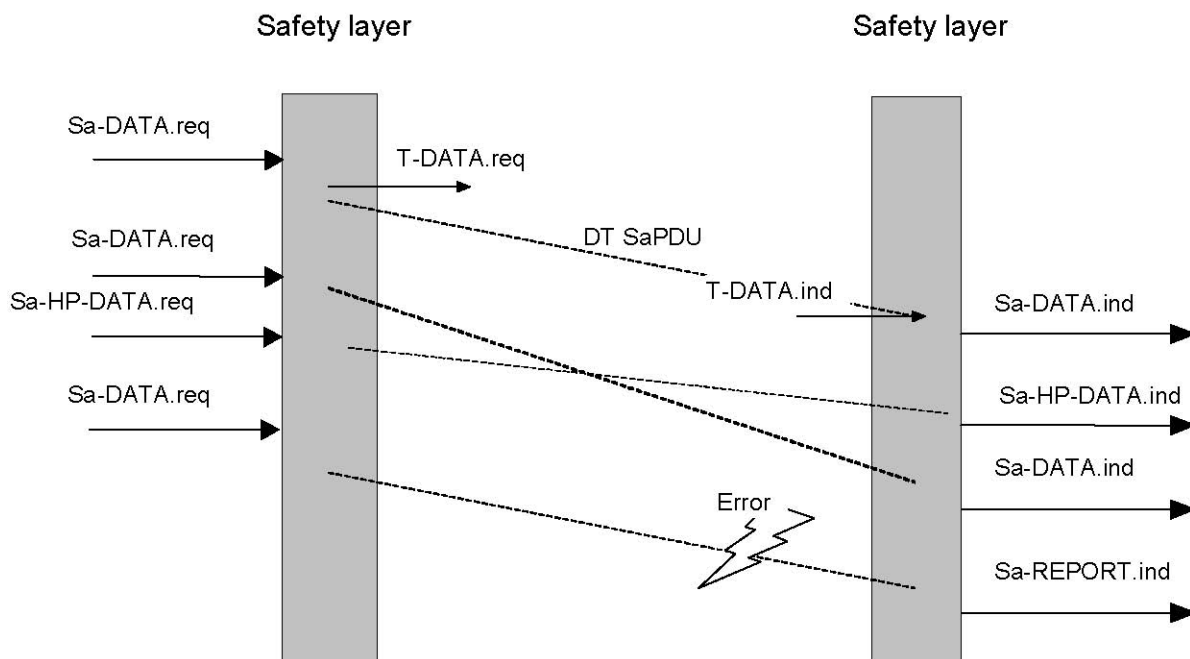 Safety layer
Safety layer
Sa-DATA.req
T-DATA.req
Sa-DATA.req
DT SaPDU
Sa-HP-DATA.req
T-DATA.ind
Sa-DATA.ind
Sa-DATA.req
Sa-HP-DATA.ind
Sa-DATA.ind
Error
Sa-REPORT.ind